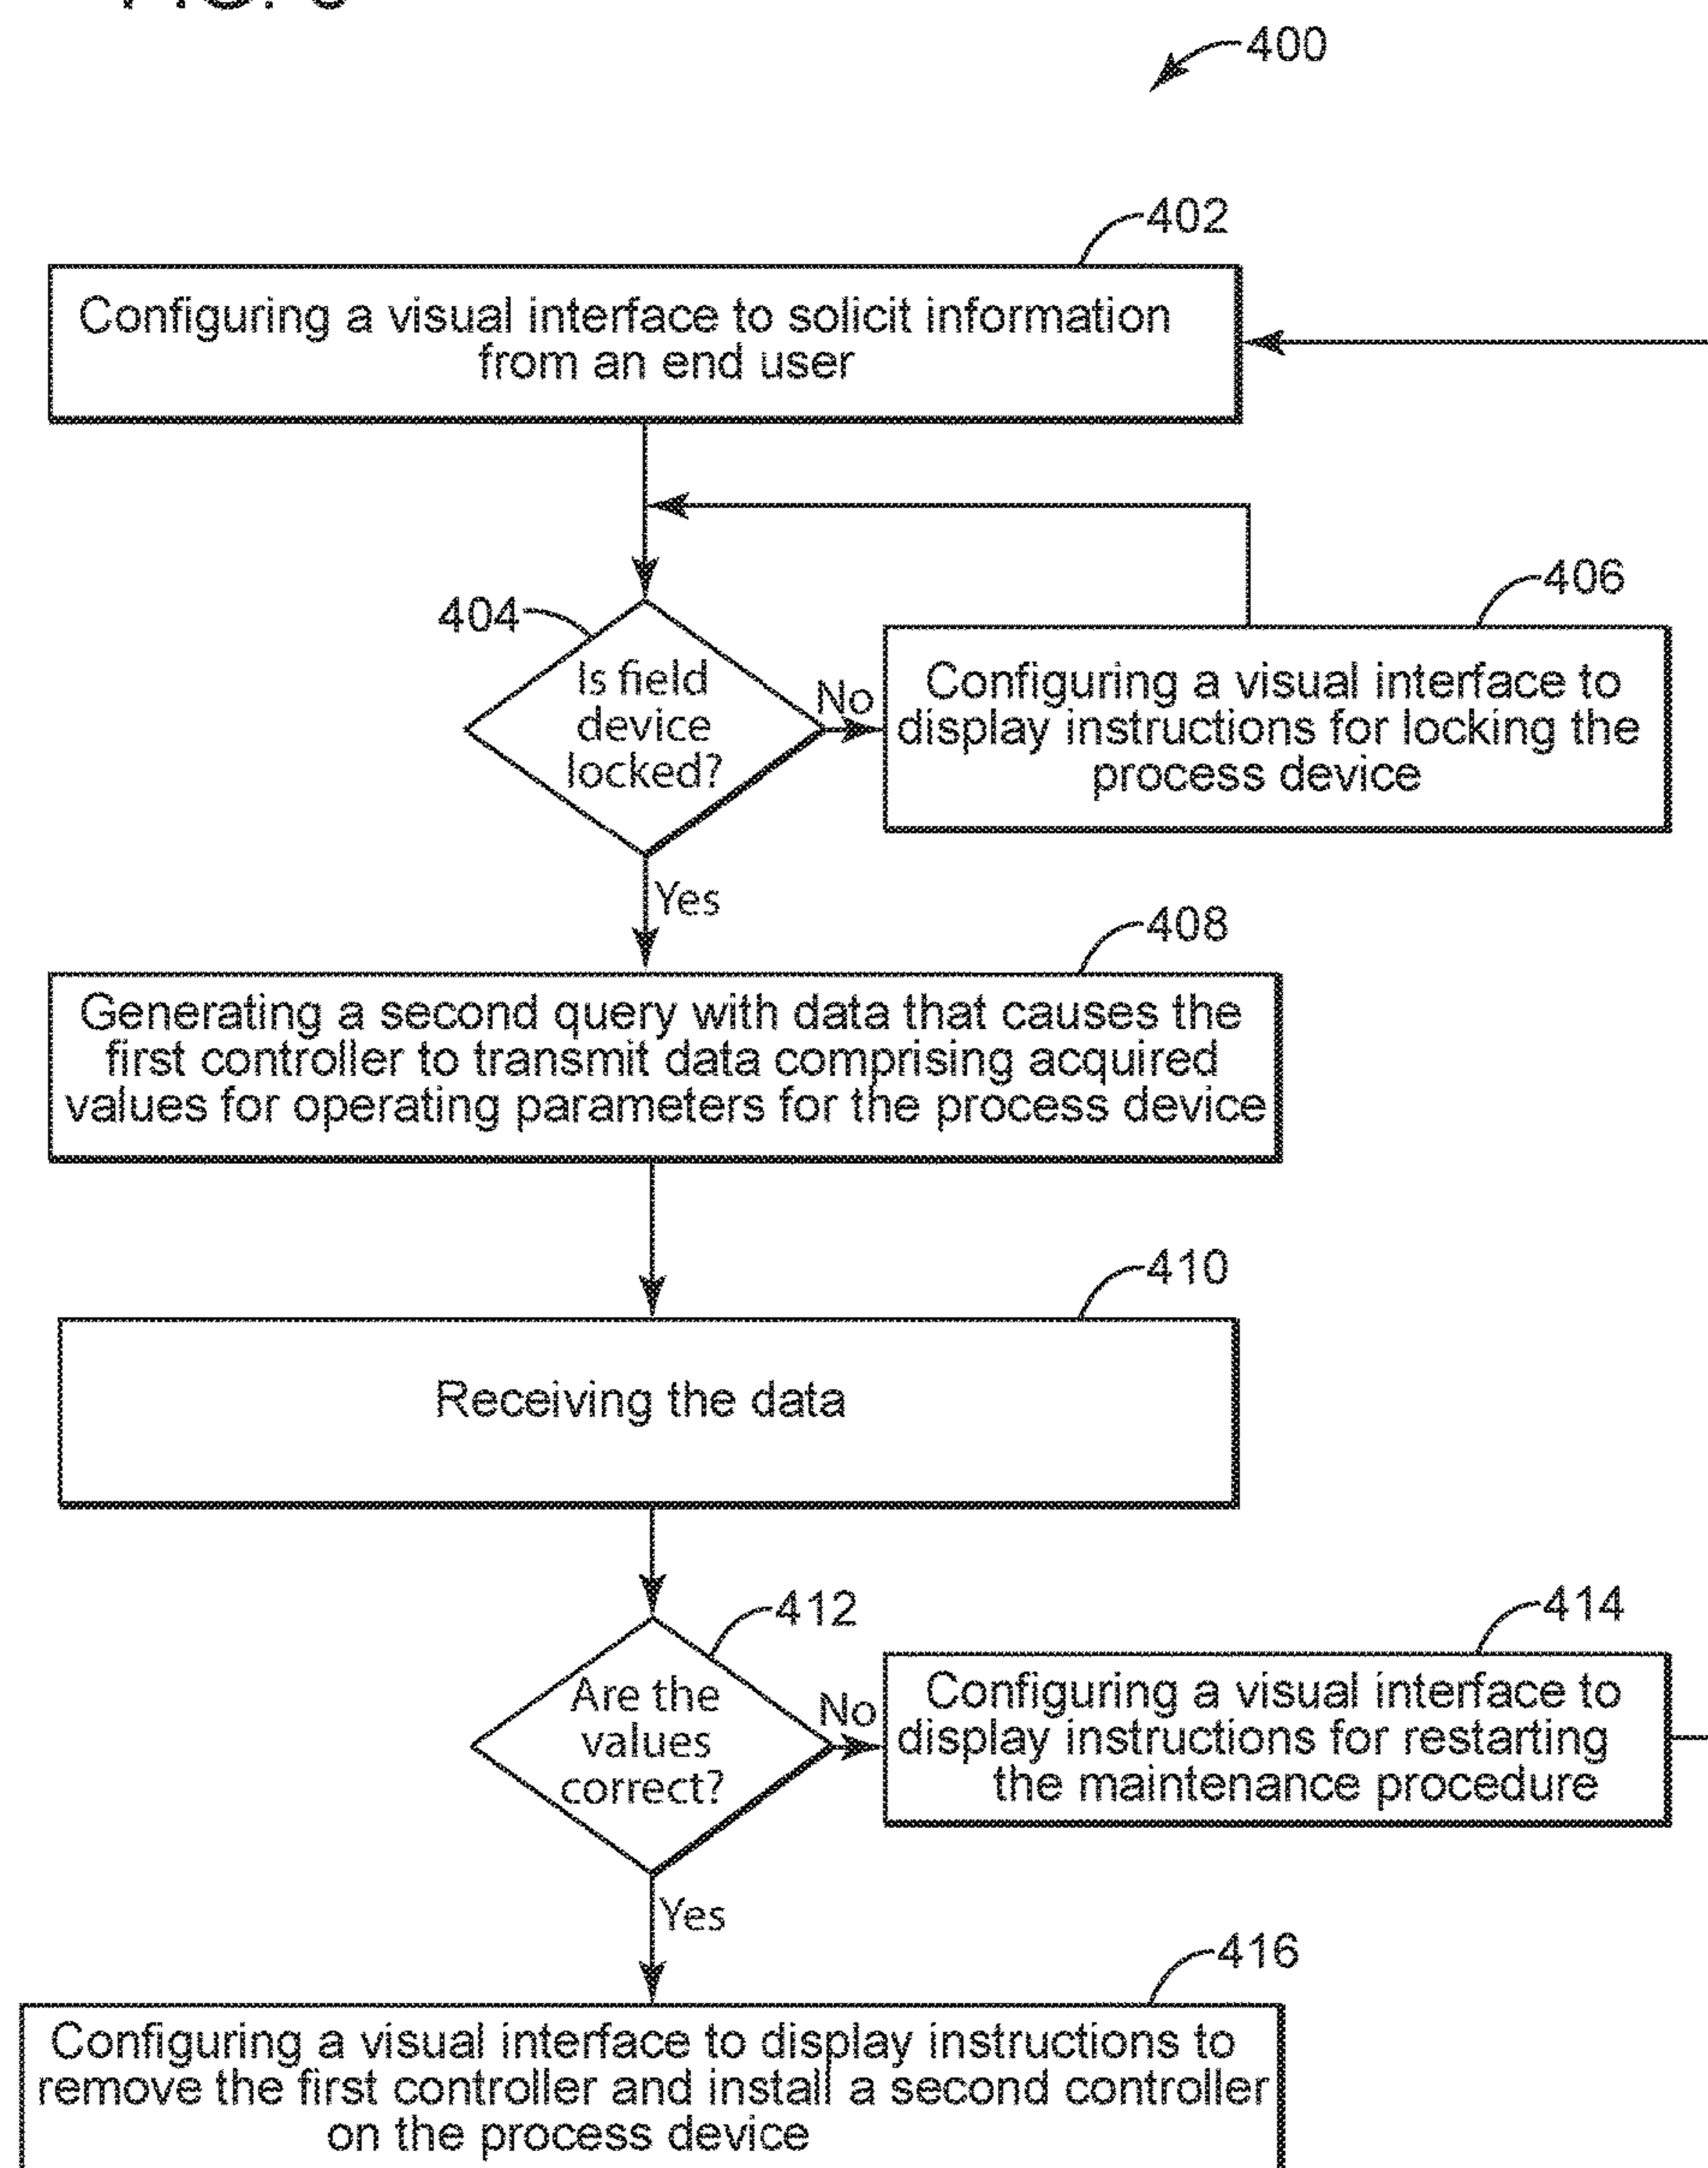 400
402
Configuring a visual interface to solicit information
from an end user
404
Is field
device
locked?
No
406
Configuring a visual interface to
display instructions for locking the
process device
Yes
408
Generating a second query with data that causes the
first controller to transmit data comprising acquired
values for operating parameters for the process device
410
Receiving the data
412
Are the
values
correct?
No
414
Configuring a visual interface to
display instructions for restarting
the maintenance procedure
Yes
416
Configuring a visual interface to display instructions to
remove the first controller and install a second controller
on the process device